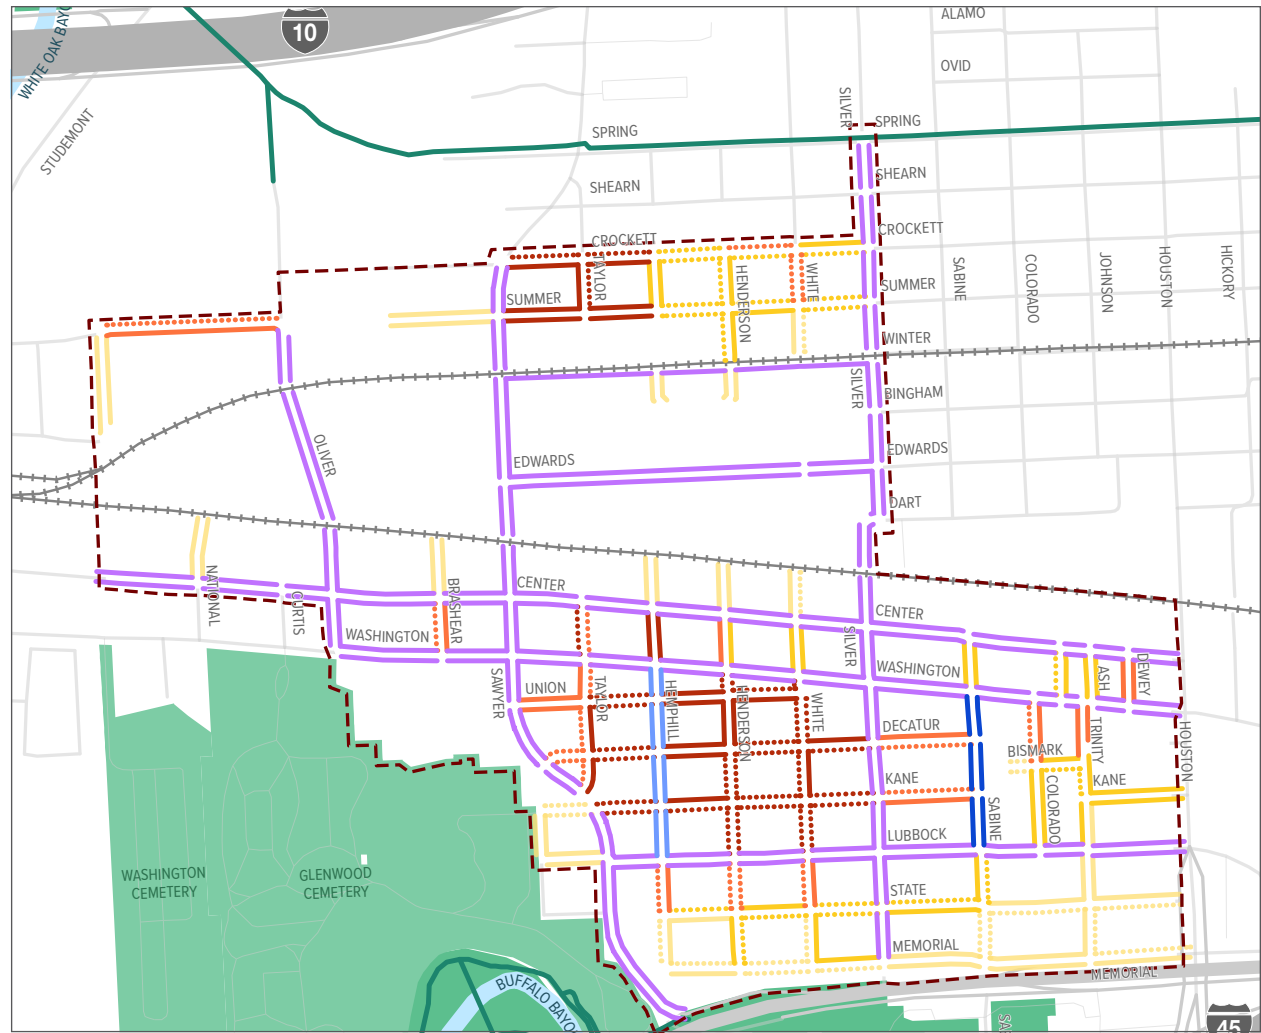 ALAMO
10
WHITE OAK BAYOU
OVID
SILVER
SPRING
SPRING
STUDEMONT
SHEARN
SHEARN
CROCKETT
CROCKETT
TAYLOR
HENDERSON
WHITE
SUMMER
SUMMER
SABINE
COLORADO
JOHNSON
HOUSTON
HICKORY
WINTER
SILVER
BINGHAM
OLIVER
EDWARDS
EDWARDS
DART
NATIONAL
CURTIS
BRASHEAR
CENTER
CENTER
WASHINGTON
SILVER
WASHINGTON
ASH
DEWEY
SAWYER
UNION
TAYLOR
HEMPHILL
HENDERSON
WHITE
DECATUR
BISMARK
TRINITY
HOUSTON
KANE
KANE
COLORADO
SABINE
LUBBOCK
WASHINGTON
CEMETERY
GLENWOOD
CEMETERY
STATE
MEMORIAL
MEMORIAL
BUFFALO BAYOU
45